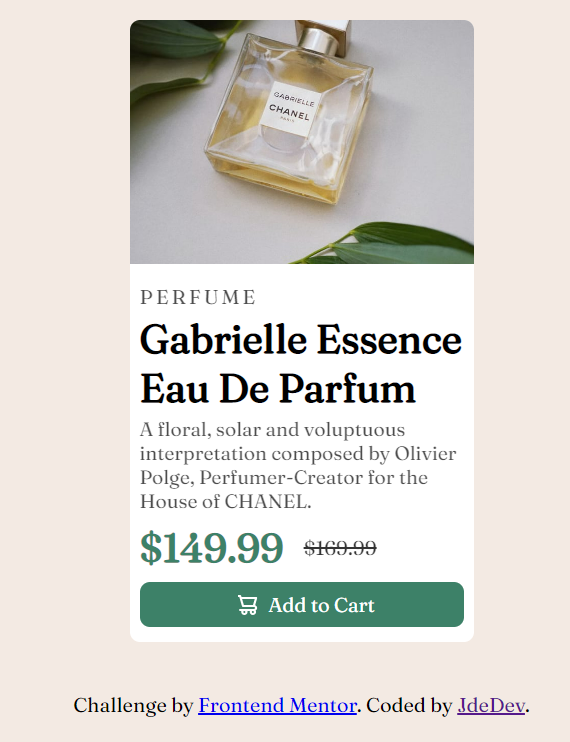 GABRIELLE
CHANEL
PARIS
PERFUME
Gabrielle Essence
Eau De Parfum
A floral, solar and voluptuous
interpretation composed by Olivier
Polge, Perfumer-Creator for the
House of CHANEL.
$149.99 $169.99
Add to Cart
Challenge by Frontend Mentor. Coded by JdeDev.